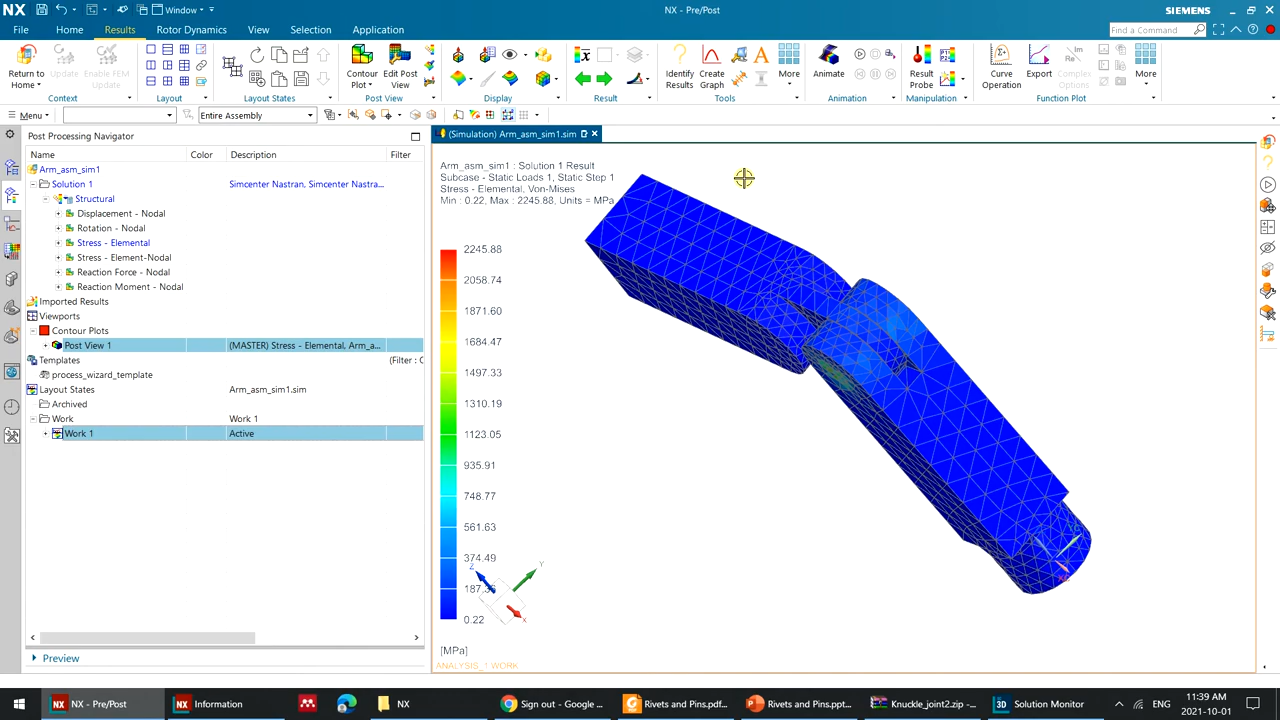 NX
Window
NX - Pre/Post
SIEMENS
File
Home
Results
Rotor Dynamics
View
Selection
Application
Find a Command
Return to Home
Update
Enable FEM Update
Contour Plot
Edit Post View
Identify Results
Create Graph
More
Animate
Result Probe
Curve Operation
Export
Complex Options
More
Context
Layout
Layout States
Post View
Display
Result
Tools
Animation
Manipulation
Function Plot
Menu
Entire Assembly
Post Processing Navigator
(Simulation) Arm_asm_sim1.sim
Name Color Description Filter
Arm_asm_sim1
Solution 1 Simcenter Nastran, Simcenter Nastra...
Structural
Displacement - Nodal
Rotation - Nodal
Stress - Elemental
Stress - Element-Nodal
Reaction Force - Nodal
Reaction Moment - Nodal
Imported Results
Viewports
Contour Plots
Post View 1 (MASTER) Stress - Elemental, Arm_a...
Templates (Filter : C
process_wizard_template
Layout States Arm_asm_sim1.sim
Archived
Work Work 1
Work 1 Active
Preview
Arm_asm_sim1 : Solution 1 Result
Subcase - Static Loads 1, Static Step 1
Stress - Elemental, Von-Mises
Min : 0.22, Max : 2245.88, Units = MPa
2245.88
2058.74
1871.60
1684.47
1497.33
1310.19
1123.05
935.91
748.77
561.63
374.49
0.22
[MPa]
Z
Y
X
ANALYSIS_1 WORK
NX - Pre/Post
Information
NX
Sign out - Google ...
Rivets and Pins.pdf...
Rivets and Pins.ppt...
Knuckle_joint2.zip - ...
Solution Monitor
ENG
11:39 AM
2021-10-01